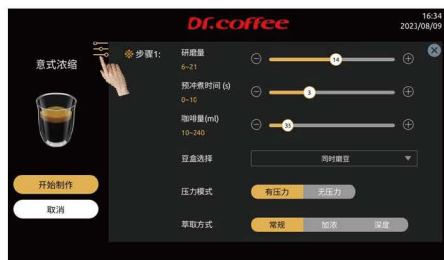 Dr.coffee
16:34
2023/08/09
意式浓缩
开始制作
取消
步骤1:
研磨量
6~21
14
预冲煮时间 (s)
0~10
3
咖啡量(ml)
10~240
35
豆盒选择
同时磨豆
压力模式
有压力
无压力
萃取方式
常规
加浓
深度